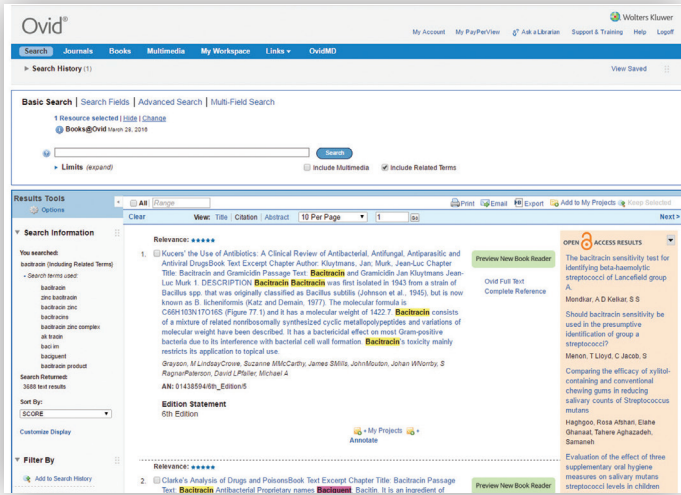 Ovid®
Wolters Kluwer
My Account My PayPerView Ask a Librarian Support & Training Help Logoff
Search Journals Books Multimedia My Workspace Links ▾ OvidMD
▸ Search History (1)
View Saved
Basic Search | Search Fields | Advanced Search | Multi-Field Search
1 Resource selected | Hide | Change
Books@Ovid March 28, 2016
Search
▸ Limits (expand)
Include Multimedia
Include Related Terms
Results Tools
Options
▼ Search Information
You searched:
bacitracin (Including Related Terms)
- Search terms used:
bacitracin
zinc bacitracin
bacitracin zinc
bacitracins
bacitracin zinc complex
ak tracin
baci im
baciguent
bacitracin product
Search Returned:
3688 text results
Sort By:
SCORE
Customize Display
▼ Filter By
Add to Search History
All Range
Print Email Export Add to My Projects Keep Selected
Clear View: Title | Citation | Abstract 10 Per Page 1 Go Next >
Relevance: ★★★★★
1. Kucers' the Use of Antibiotics: A Clinical Review of Antibacterial, Antifungal, Antiparasitic and
Antiviral DrugsBook Text Excerpt Chapter Author: Kluytmans, Jan; Murk, Jean-Luc Chapter
Title: Bacitracin and Gramicidin Passage Text: Bacitracin and Gramicidin Jan Kluytmans Jean-
Luc Murk 1. DESCRIPTION Bacitracin Bacitracin was first isolated in 1943 from a strain of
Bacillus spp. that was originally classified as Bacillus subtilis (Johnson et al., 1945), but is now
known as B. licheniformis (Katz and Demain, 1977). The molecular formula is
C66H103N17O16S (Figure 77.1) and it has a molecular weight of 1422.7. Bacitracin consists
of a mixture of related nonribosomally synthesized cyclic metallopolypeptides and variations of
molecular weight have been described. It has a bactericidal effect on most Gram-positive
bacteria due to its interference with bacterial cell wall formation. Bacitracin's toxicity mainly
restricts its application to topical use.
Grayson, M LindsayCrowe, Suzanne MMcCarthy, James SMills, JohnMouton, Johan WNorrby, S
RagnarPaterson, David LPfaller, Michael A
AN: 01438594/6th_Edition/5
Edition Statement
6th Edition
+ My Projects +
Annotate
Preview New Book Reader
Ovid Full Text
Complete Reference
Relevance: ★★★★★
2. Clarke's Analysis of Drugs and PoisonsBook Text Excerpt Chapter Title: Bacitracin Passage
Text: Bacitracin Antibacterial Proprietary names Baciguent; Bacitin. It is an ingredient of
Preview New Book Reader
OPEN ACCESS RESULTS
The bacitracin sensitivity test for
identifying beta-haemolytic
streptococci of Lancefield group
A.
Mondkar, A D Kelkar, S S
Should bacitracin sensitivity be
used in the presumptive
identification of group a
streptococci?
Menon, T Lloyd, C Jacob, S
Comparing the efficacy of xylitol-
containing and conventional
chewing gums in reducing
salivary counts of Streptococcus
mutans
Haghgoo, Rosa Afshari, Elahe
Ghanaat, Tahere Aghazadeh,
Samaneh
Evaluation of the effect of three
supplementary oral hygiene
measures on salivary mutans
streptococci levels in children